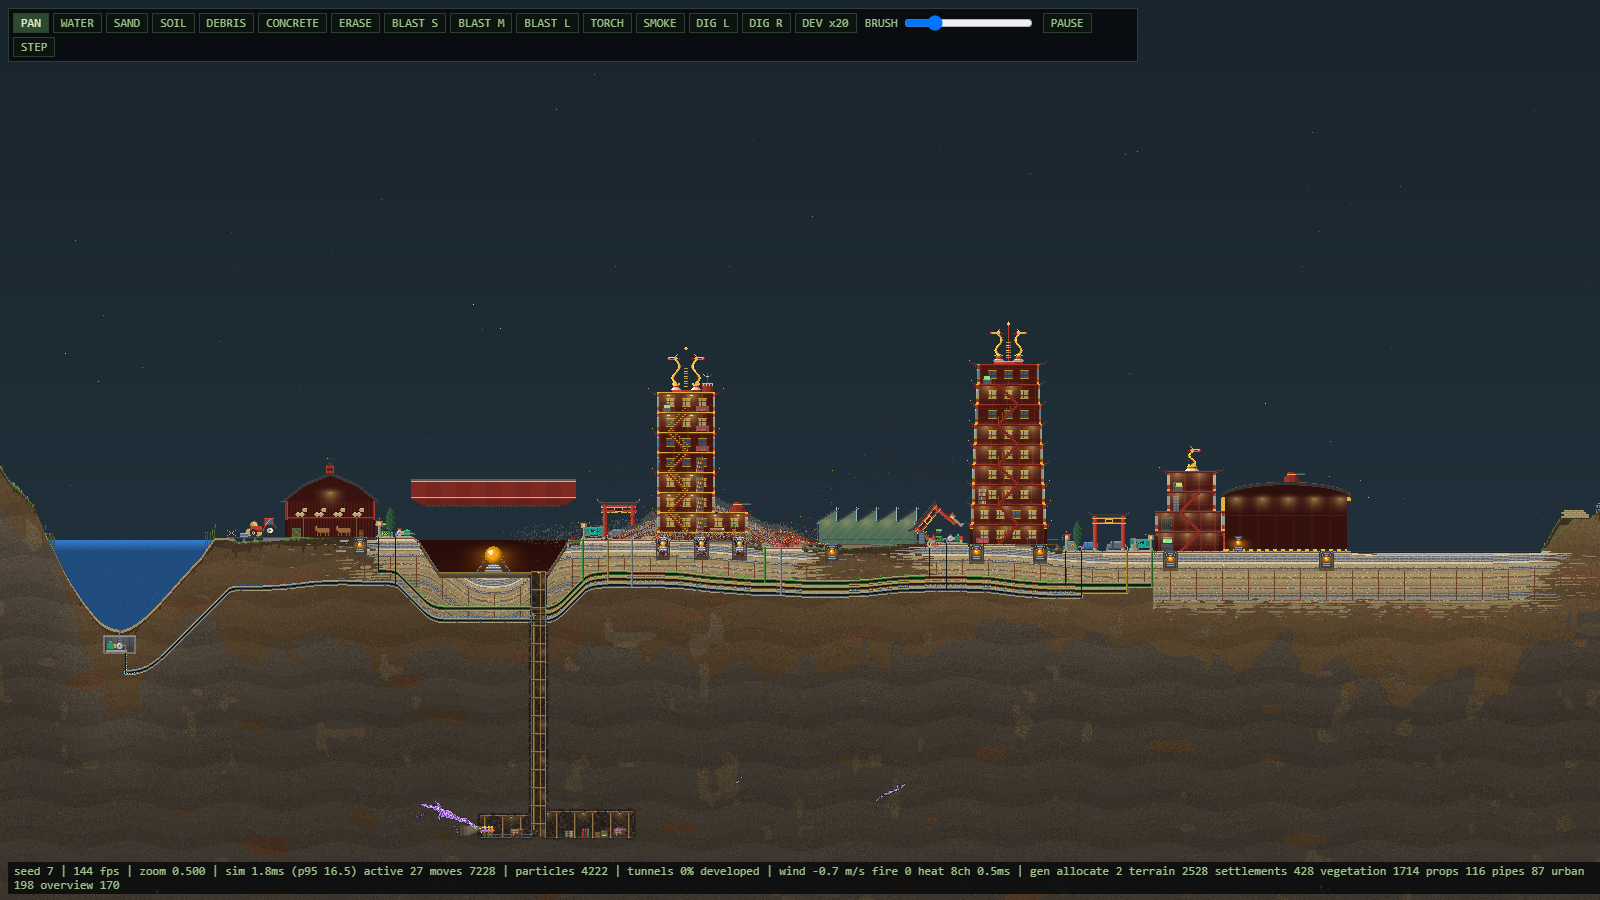 PAN WATER SAND SOIL DEBRIS CONCRETE ERASE BLAST S BLAST M BLAST L TORCH SMOKE DIG L DIG R DEV x20 BRUSH PAUSE
STEP
seed 7 | 144 fps | zoom 0.500 | sim 1.8ms (p95 16.5) active 27 moves 7228 | particles 4222 | tunnels 0% developed | wind -0.7 m/s fire 0 heat 8ch 0.5ms | gen allocate 2 terrain 2528 settlements 428 vegetation 1714 props 116 pipes 87 urban
198 overview 170